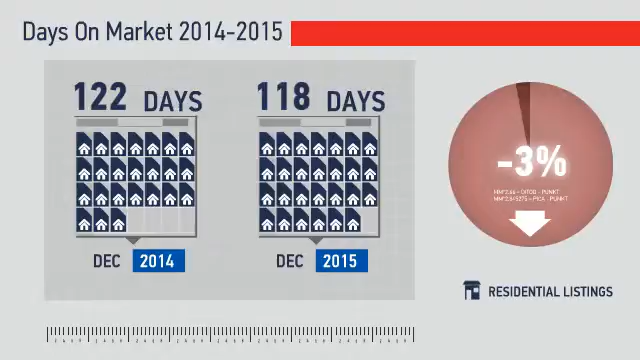 Days On Market 2014-2015
122 DAYS
118 DAYS
-3%
DEC 2014
DEC 2015
RESIDENTIAL LISTINGS